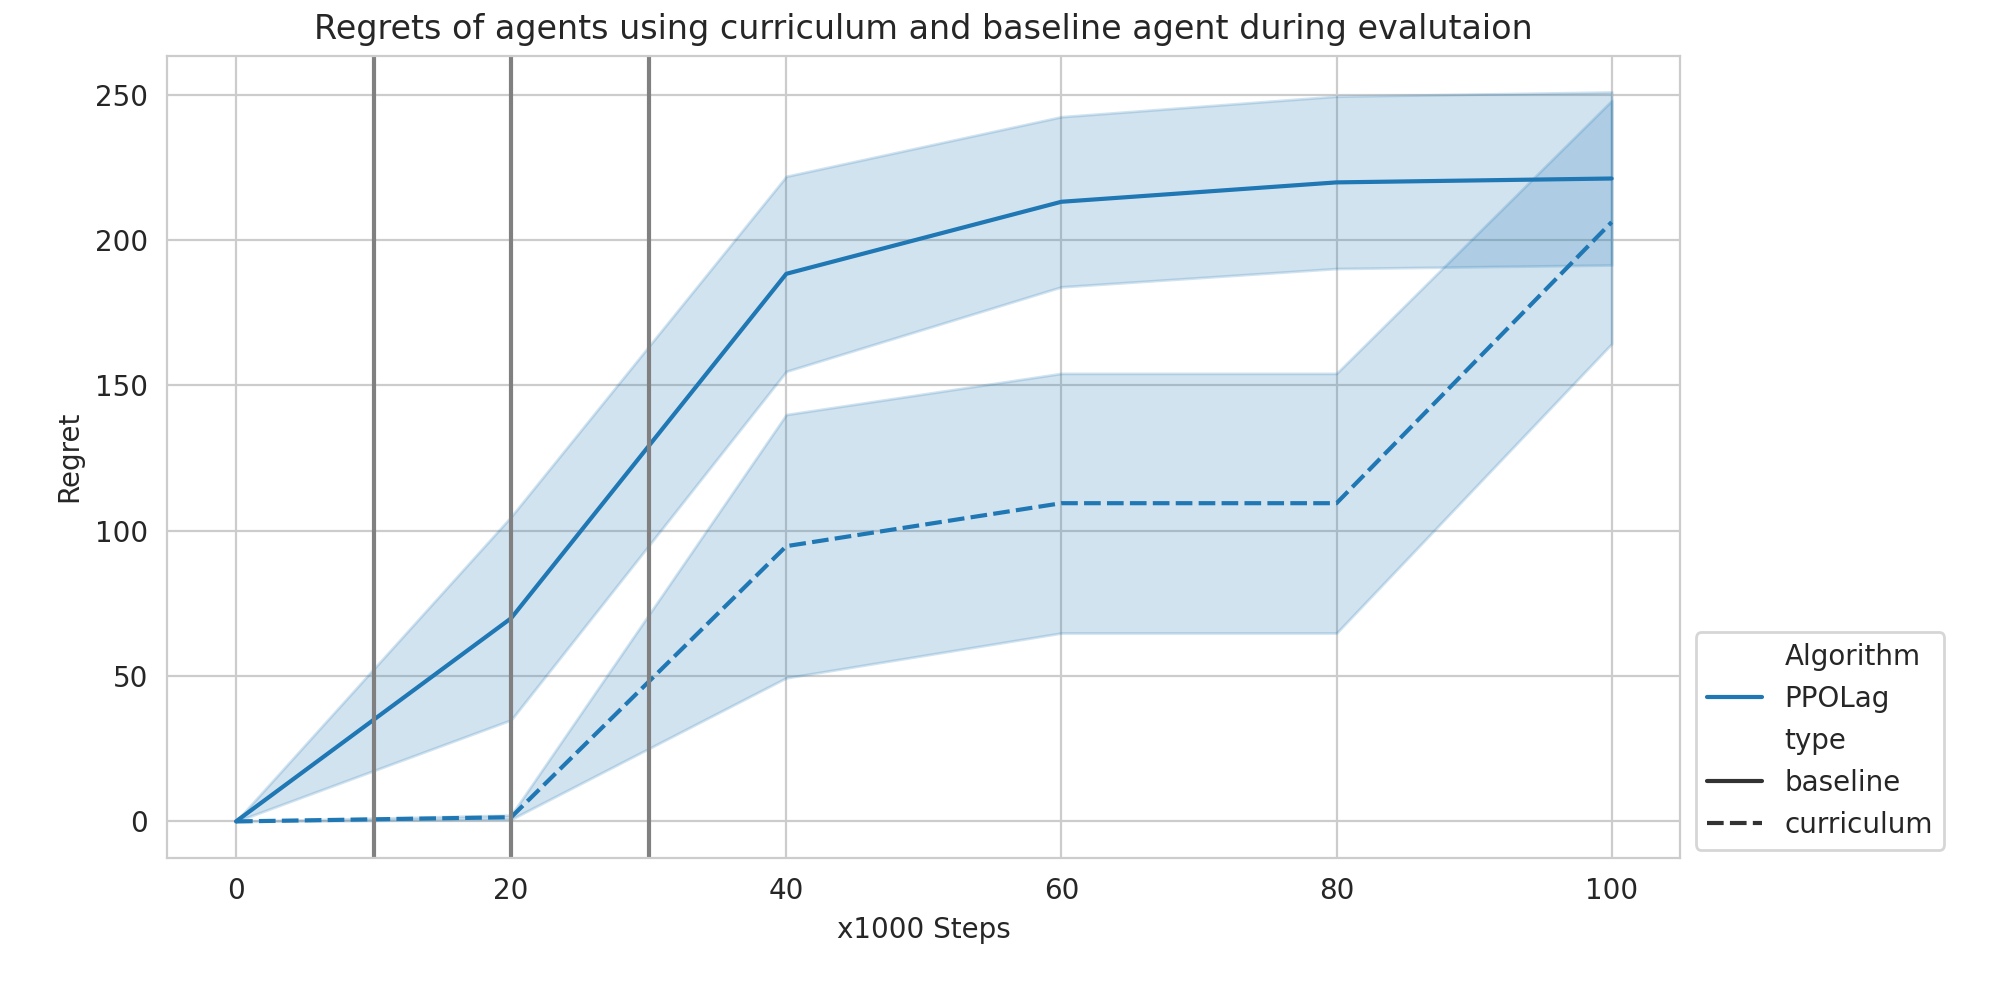 Regrets of agents using curriculum and baseline agent during evalutaion
250
200
150
100
50
0
Regret
0 20 40 60 80 100
x1000 Steps
Algorithm
PPOLag
type
baseline
curriculum